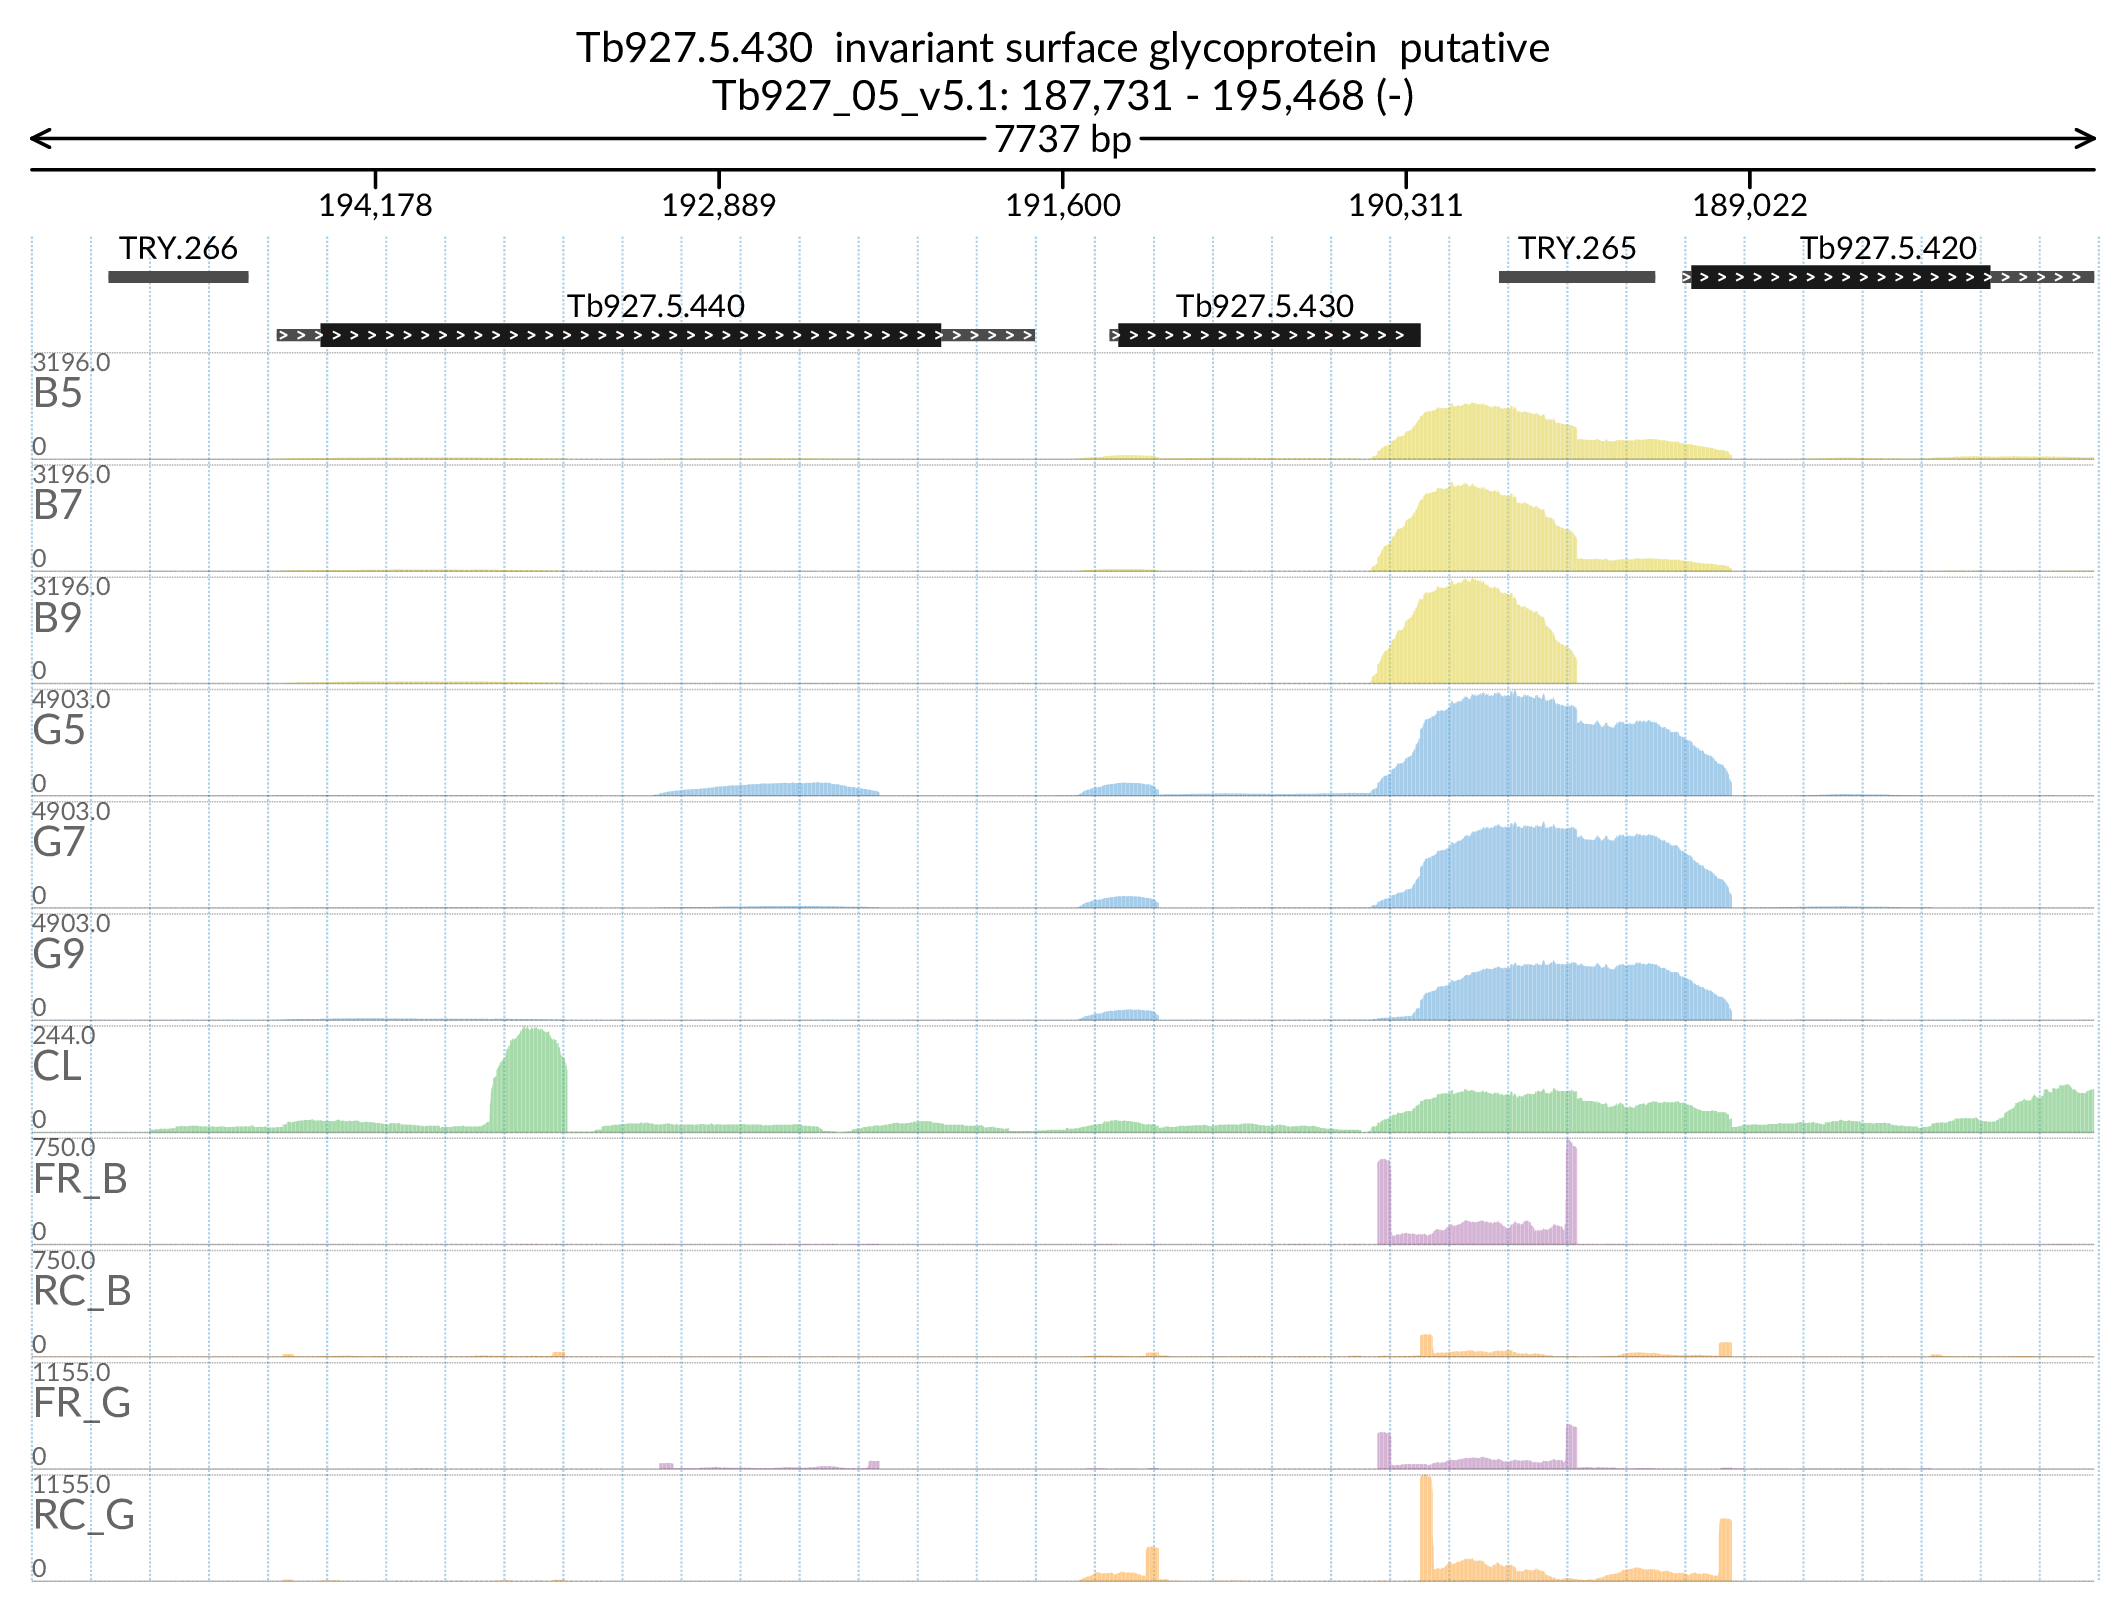 Tb927.5.430  invariant surface glycoprotein  putative
Tb927_05_v5.1: 187,731 - 195,468 (-)
7737 bp
194,178 192,889 191,600 190,311 189,022
TRY.266 TRY.265 Tb927.5.420
Tb927.5.440 Tb927.5.430
3196.0
B5
0
3196.0
B7
0
3196.0
B9
0
4903.0
G5
0
4903.0
G7
0
4903.0
G9
0
244.0
CL
0
750.0
FR_B
0
750.0
RC_B
0
1155.0
FR_G
0
1155.0
RC_G
0